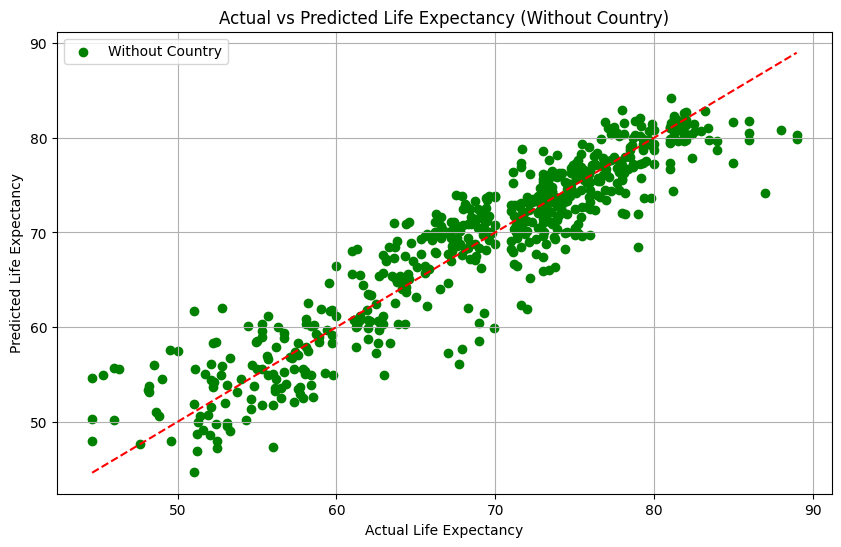 Actual vs Predicted Life Expectancy (Without Country)
Without Country
Predicted Life Expectancy
90
80
70
60
50
50 60 70 80 90
Actual Life Expectancy